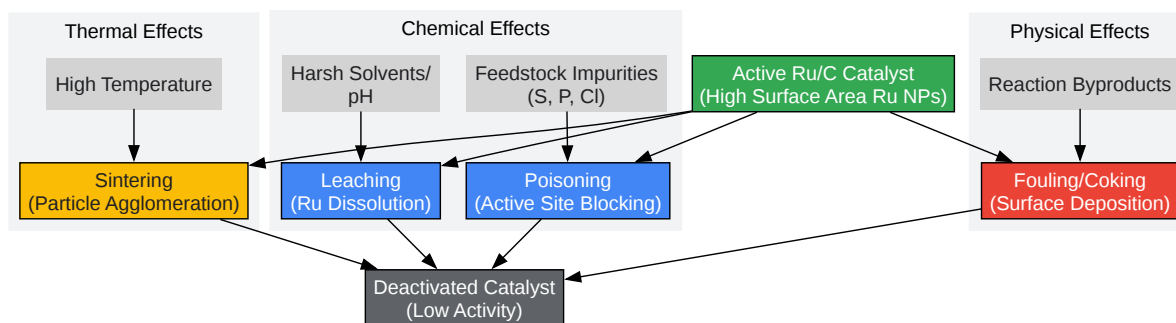 Thermal Effects
Chemical Effects
Physical Effects
High Temperature
Harsh Solvents/
pH
Feedstock Impurities
(S, P, Cl)
Active Ru/C Catalyst
(High Surface Area Ru NPs)
Reaction Byproducts
Sintering
(Particle Agglomeration)
Leaching
(Ru Dissolution)
Poisoning
(Active Site Blocking)
Fouling/Coking
(Surface Deposition)
Deactivated Catalyst
(Low Activity)